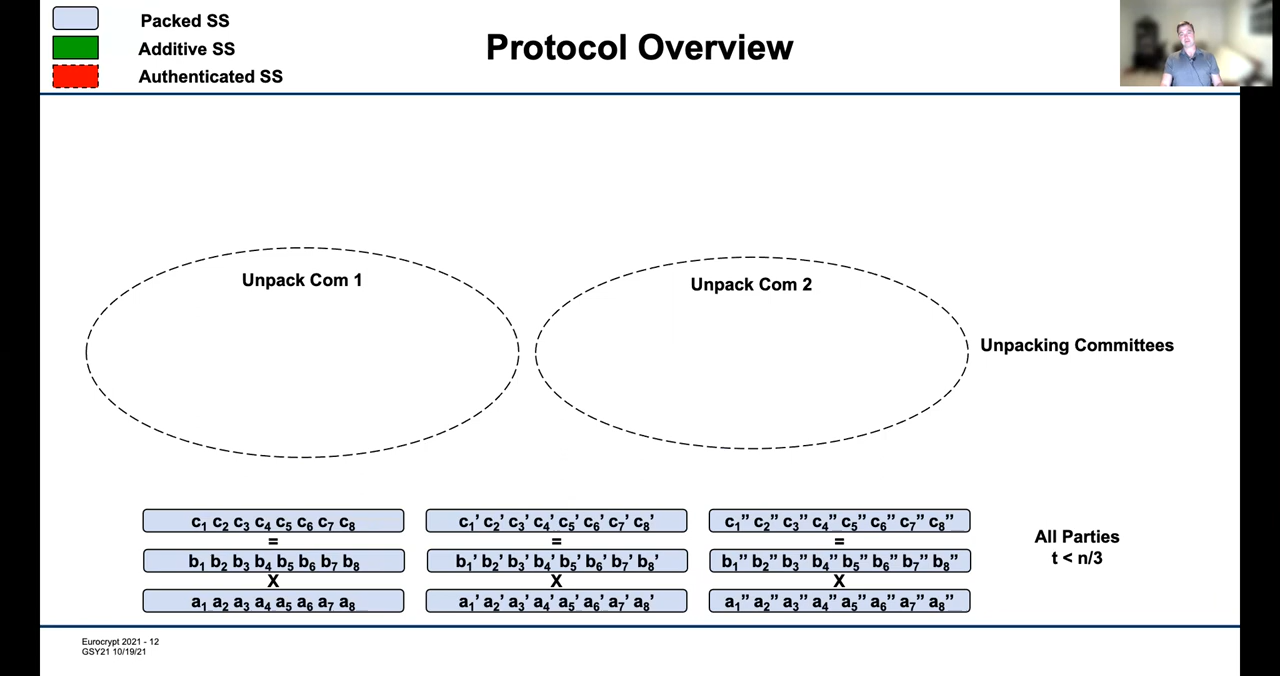 Packed SS
Additive SS
Authenticated SS
Protocol Overview
Unpack Com 1
Unpack Com 2
Unpacking Committees
c₁ c₂ c₃ c₄ c₅ c₆ c₇ c₈
=
b₁ b₂ b₃ b₄ b₅ b₆ b₇ b₈
X
a₁ a₂ a₃ a₄ a₅ a₆ a₇ a₈
c₁’ c₂’ c₃’ c₄’ c₅’ c₆’ c₇’ c₈’
=
b₁’ b₂’ b₃’ b₄’ b₅’ b₆’ b₇’ b₈’
X
a₁’ a₂’ a₃’ a₄’ a₅’ a₆’ a₇’ a₈’
c₁” c₂” c₃” c₄” c₅” c₆” c₇” c₈”
=
b₁” b₂” b₃” b₄” b₅” b₆” b₇” b₈”
X
a₁” a₂” a₃” a₄” a₅” a₆” a₇” a₈”
All Parties
t < n/3
Eurocrypt 2021 - 12
GSY21 10/19/21